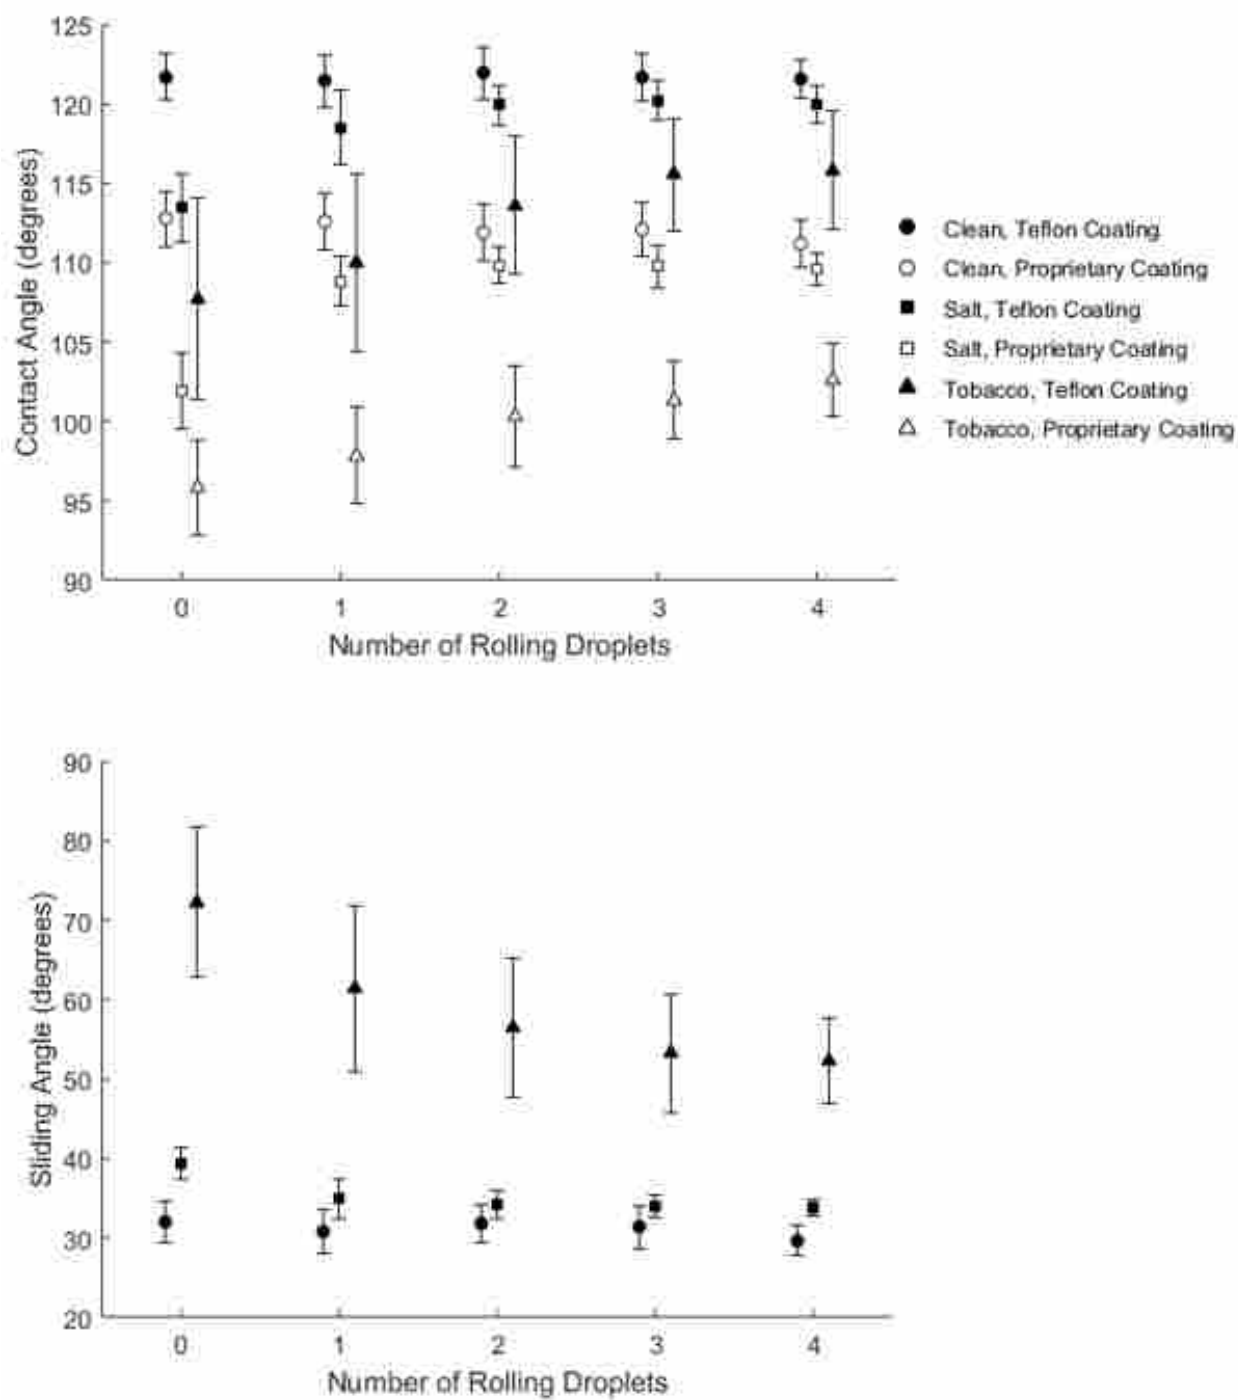 125
120
115
110
105
100
95
90
Contact Angle (degrees)
0 1 2 3 4
Number of Rolling Droplets
Clean, Teflon Coating
Clean, Proprietary Coating
Salt, Teflon Coating
Salt, Proprietary Coating
Tobacco, Teflon Coating
Tobacco, Proprietary Coating
90
80
70
60
50
40
30
20
Sliding Angle (degrees)
0 1 2 3 4
Number of Rolling Droplets